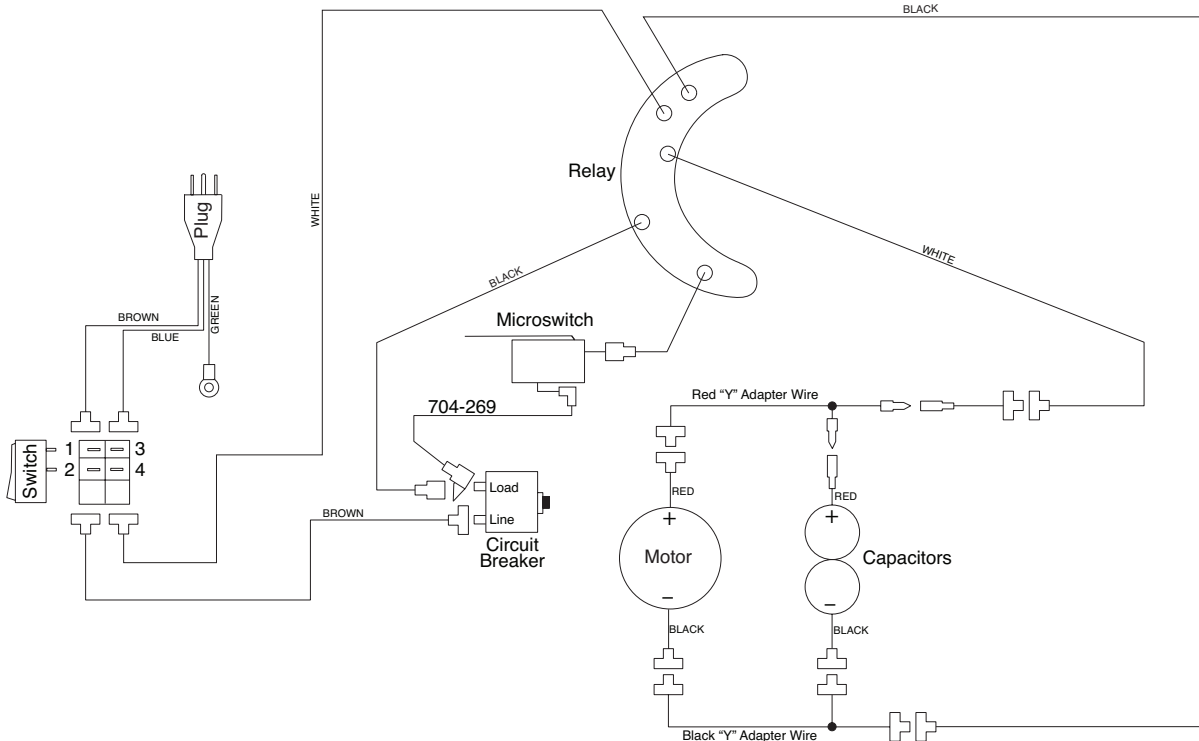 BLACK
WHITE
Relay
Plug
BLACK
WHITE
GREEN
BROWN
BLUE
Microswitch
704-269
Red “Y” Adapter Wire
Switch
1
3
2
4
Load
Line
RED
RED
BROWN
Circuit
Breaker
+
Motor
–
+
Capacitors
–
BLACK
BLACK
Black “Y” Adapter Wire